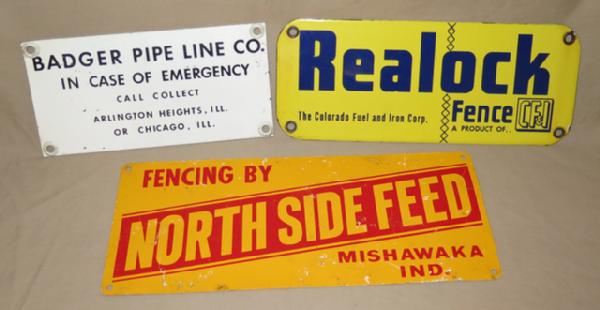 BADGER PIPE LINE CO.
IN CASE OF EMERGENCY
CALL COLLECT
ARLINGTON HEIGHTS, ILL.
OR CHICAGO, ILL.
Realock
Fence
The Colorado Fuel and Iron Corp.
A PRODUCT OF..
CF&I
FENCING BY
NORTH SIDE FEED
MISHAWAKA
IND.